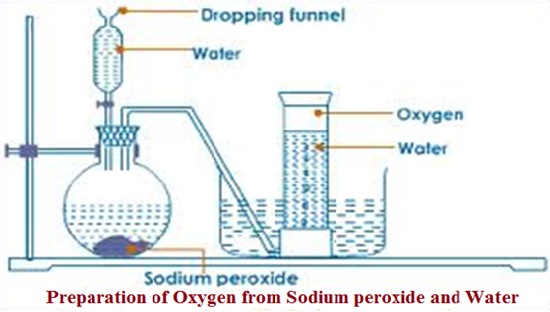 Dropping funnel
Water
Oxygen
Water
Sodium peroxide
Preparation of Oxygen from Sodium peroxide and Water